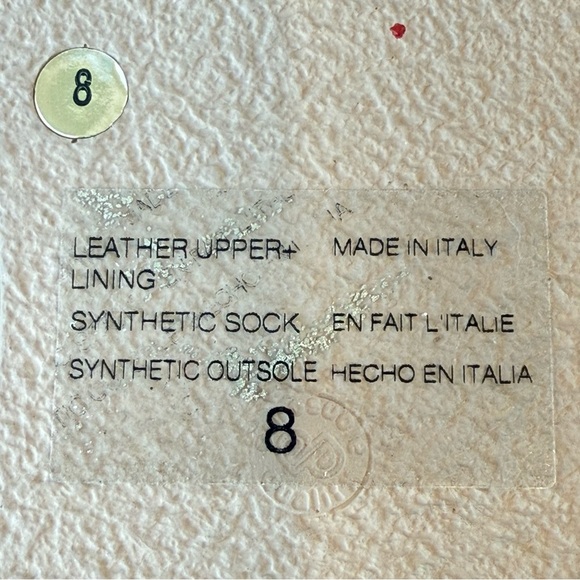 8
LEATHER UPPER+ MADE IN ITALY
LINING
SYNTHETIC SOCK EN FAIT L'ITALIE
SYNTHETIC OUTSOLE HECHO EN ITALIA
8